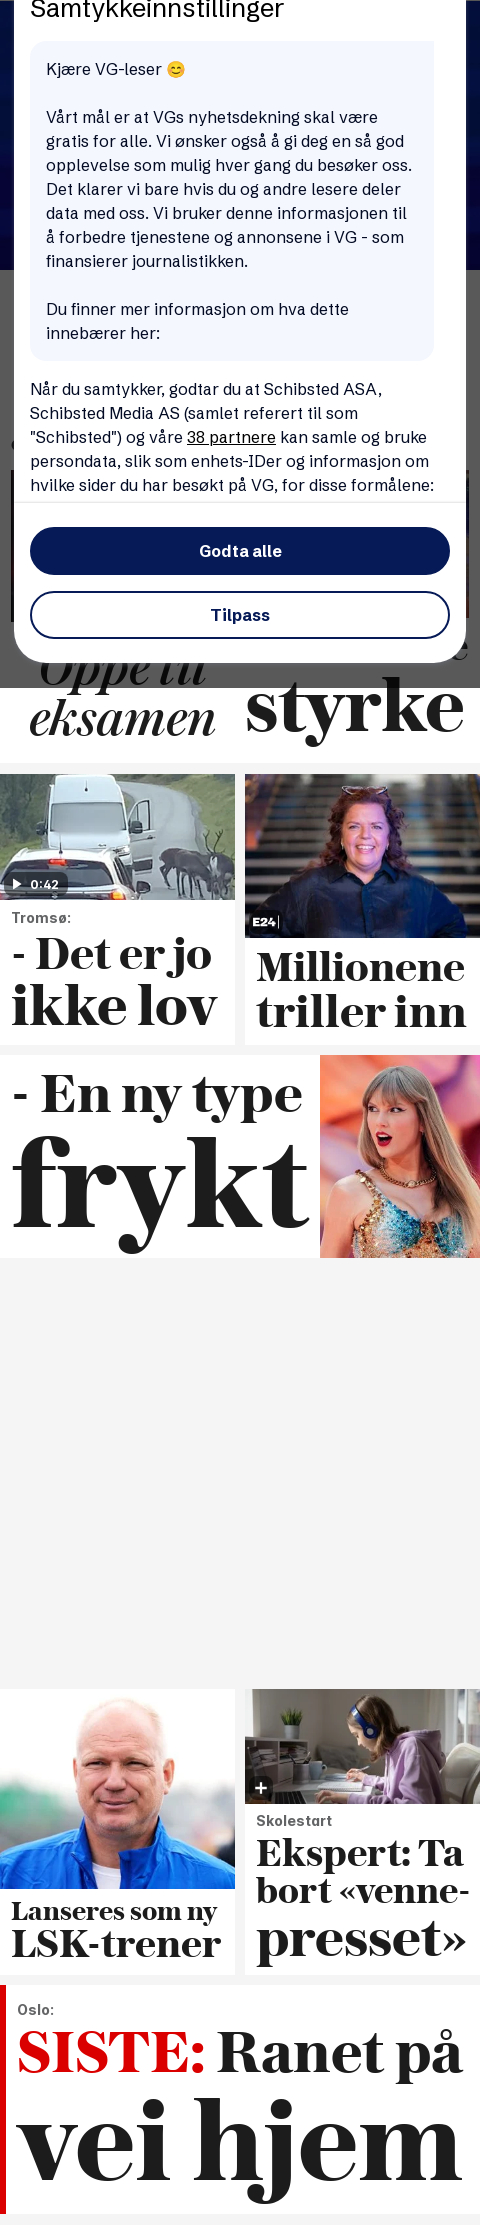 Samtykkeinnstillinger
Kjære VG-leser 😊
Vårt mål er at VGs nyhetsdekning skal være
gratis for alle. Vi ønsker også å gi deg en så god
opplevelse som mulig hver gang du besøker oss.
Det klarer vi bare hvis du og andre lesere deler
data med oss. Vi bruker denne informasjonen til
å forbedre tjenestene og annonsene i VG - som
finansierer journalistikken.
Du finner mer informasjon om hva dette
innebærer her:
Når du samtykker, godtar du at Schibsted ASA,
Schibsted Media AS (samlet referert til som
"Schibsted") og våre 38 partnere kan samle og bruke
persondata, slik som enhets-IDer og informasjon om
hvilke sider du har besøkt på VG, for disse formålene:
Godta alle
Tilpass
Oppe til
eksamen
styrke
0:42
Tromsø:
- Det er jo
ikke lov
E24
Millionene
triller inn
- En ny type
frykt
Lanseres som ny
LSK-trener
Skolestart
Ekspert: Ta
bort «venne-
presset»
Oslo:
SISTE: Ranet på
vei hjem